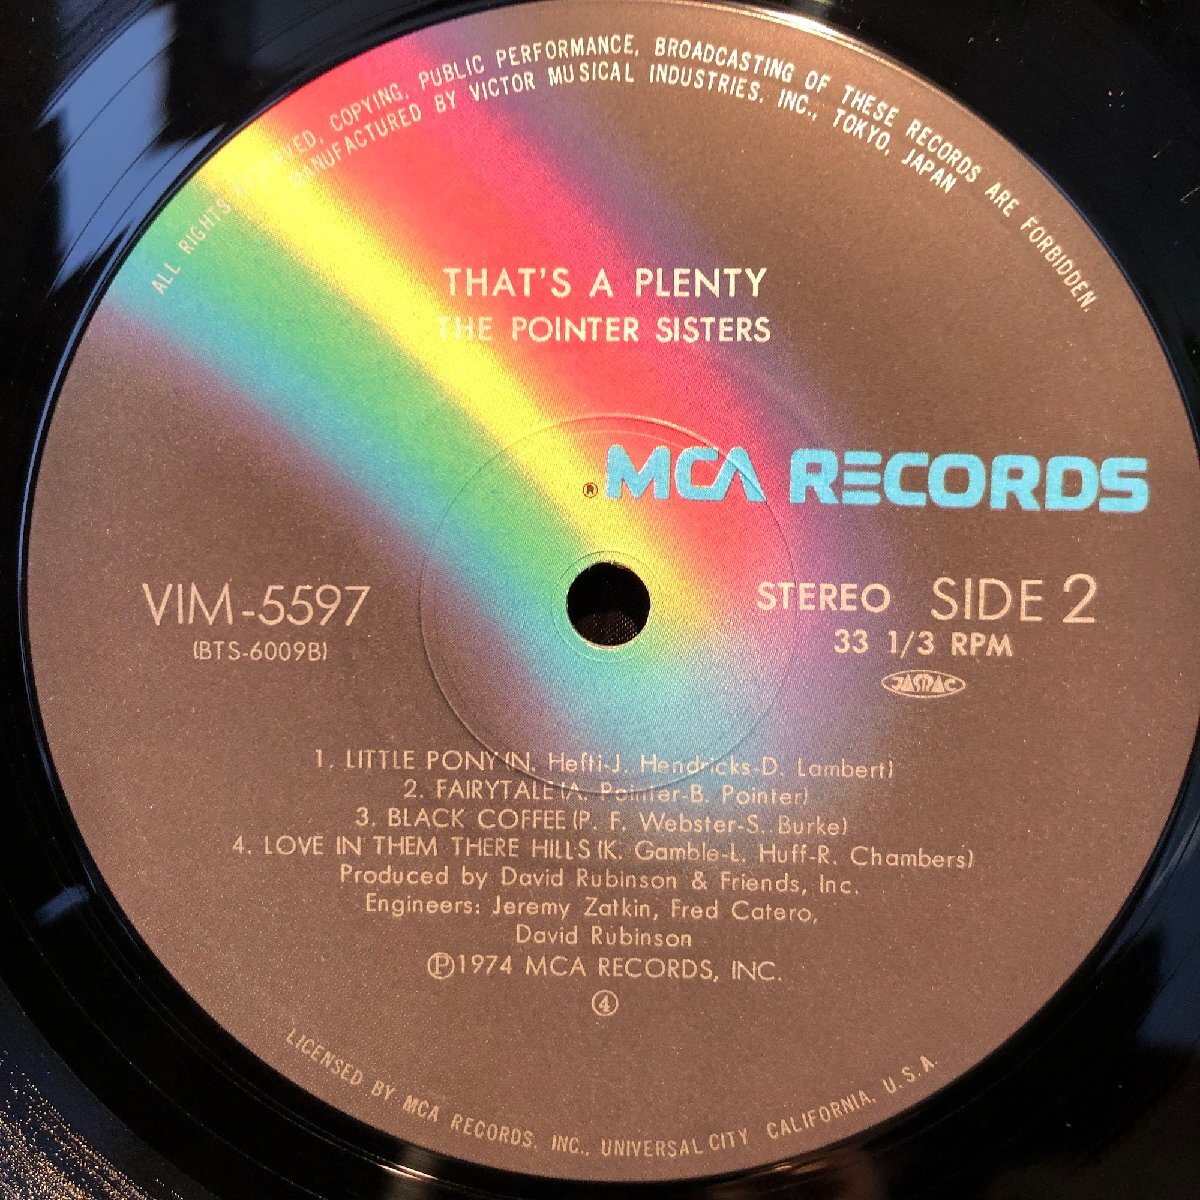 ALL RIGHTS RESERVED, COPYING, PUBLIC PERFORMANCE, BROADCASTING OF THESE RECORDS ARE FORBIDDEN.
MANUFACTURED BY VICTOR MUSICAL INDUSTRIES, INC., TOKYO, JAPAN
THAT'S A PLENTY
THE POINTER SISTERS
® MCA RECORDS
VIM-5597
(BTS-6009B)
STEREO SIDE 2
33 1/3 RPM
JASRAC
1. LITTLE PONY (N. Hefti-J. Hendricks-D. Lambert)
2. FAIRYTALE (A. Pointer-B. Pointer)
3. BLACK COFFEE (P. F. Webster-S. Burke)
4. LOVE IN THEM THERE HILLS (K. Gamble-L. Huff-R. Chambers)
Produced by David Rubinson & Friends, Inc.
Engineers: Jeremy Zatkin, Fred Catero,
David Rubinson
Ⓟ1974 MCA RECORDS, INC.
④
LICENSED BY MCA RECORDS, INC., UNIVERSAL CITY CALIFORNIA, U.S.A.